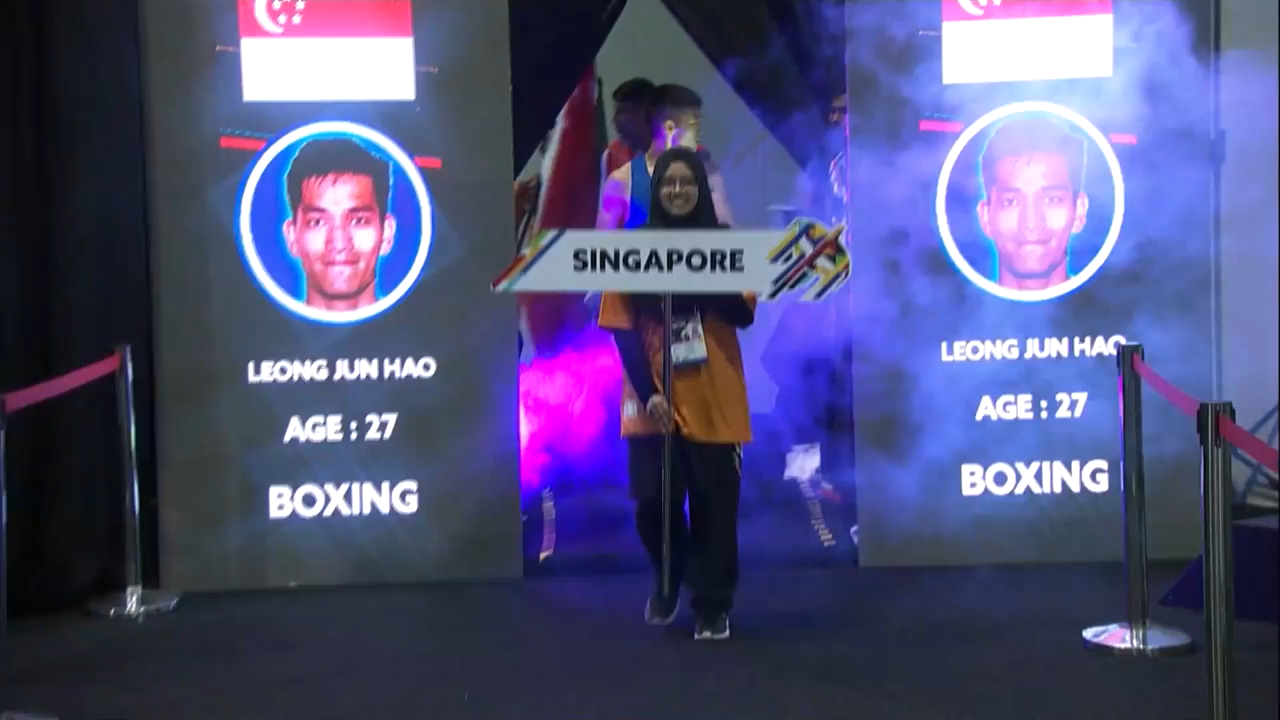 SINGAPORE
LEONG JUN HAO
AGE : 27
BOXING
LEONG JUN HAO
AGE : 27
BOXING